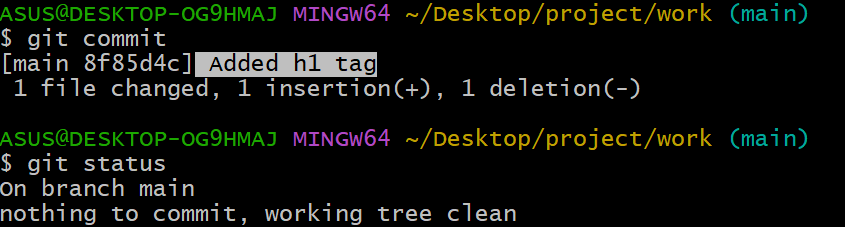 ASUS@DESKTOP-OG9HMAJ MINGW64 ~/Desktop/project/work (main)
$ git commit
[main 8f85d4c] Added h1 tag
 1 file changed, 1 insertion(+), 1 deletion(-)

ASUS@DESKTOP-OG9HMAJ MINGW64 ~/Desktop/project/work (main)
$ git status
On branch main
nothing to commit, working tree clean